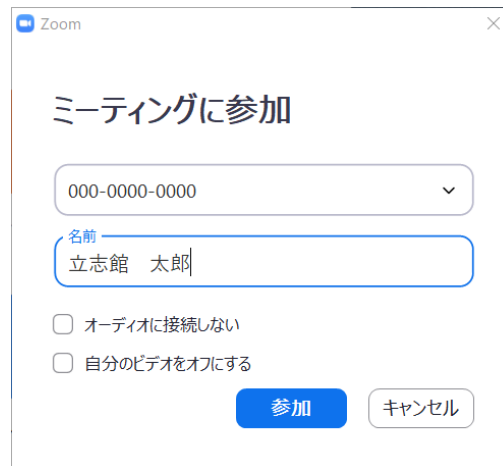 Zoom
ミーティングに参加
000-0000-0000
名前
立志館　太郎
オーディオに接続しない
自分のビデオをオフにする
参加
キャンセル